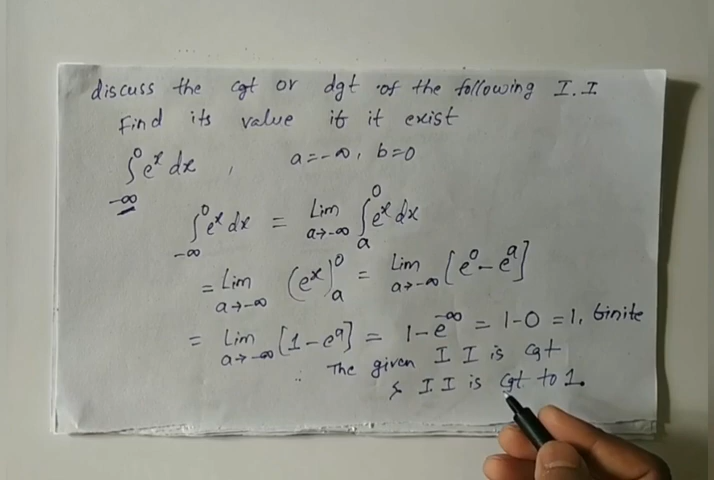 discuss the cgt or dgt of the following I.I
Find its value if it exist
∫_{-∞}^{0} e^x dx , a=-∞, b=0
∫_{-∞}^{0} e^x dx = Lim_{a→-∞} ∫_{a}^{0} e^x dx
= Lim_{a→-∞} (e^x)_{a}^{0} = Lim_{a→-∞} [e^0 - e^a]
= Lim_{a→-∞} [1-e^a] = 1-e^{-∞} = 1-0 = 1, finite
∴ The given I I is cgt
& I.I is cgt to 1.